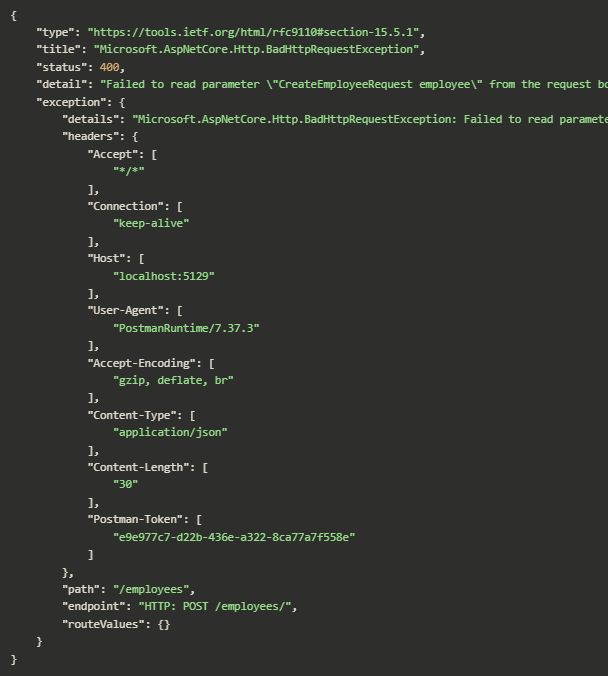 {
"type": "https://tools.ietf.org/html/rfc9110#section-15.5.1",
"title": "Microsoft.AspNetCore.Http.BadHttpRequestException",
"status": 400,
"detail": "Failed to read parameter \"CreateEmployeeRequest employee\" from the request bo
"exception": {
"details": "Microsoft.AspNetCore.Http.BadHttpRequestException: Failed to read paramete
"headers": {
"Accept": [
"*/*"
],
"Connection": [
"keep-alive"
],
"Host": [
"localhost:5129"
],
"User-Agent": [
"PostmanRuntime/7.37.3"
],
"Accept-Encoding": [
"gzip, deflate, br"
],
"Content-Type": [
"application/json"
],
"Content-Length": [
"30"
],
"Postman-Token": [
"e9e977c7-d22b-436e-a322-8ca77a7f558e"
]
},
"path": "/employees",
"endpoint": "HTTP: POST /employees/",
"routeValues": {}
}
}